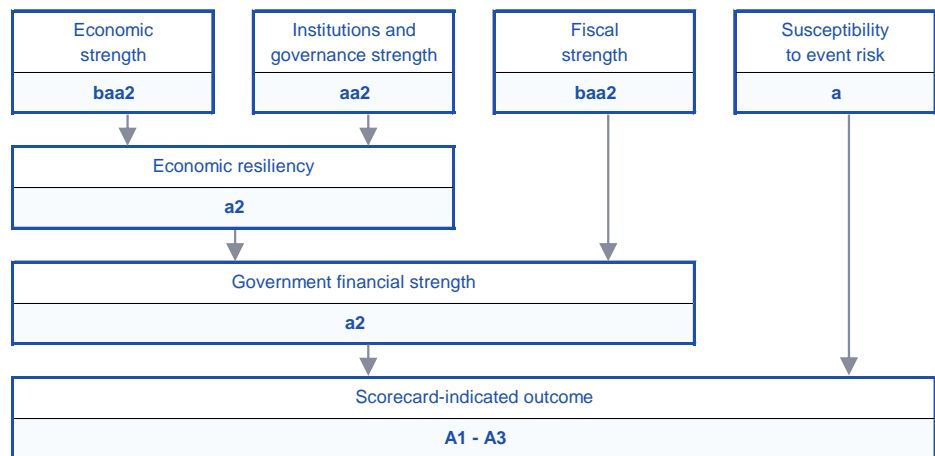 Economic
strength
baa2
Institutions and
governance strength
aa2
Fiscal
strength
baa2
Susceptibility
to event risk
a
Economic resiliency
a2
Government financial strength
a2
Scorecard-indicated outcome
A1 - A3